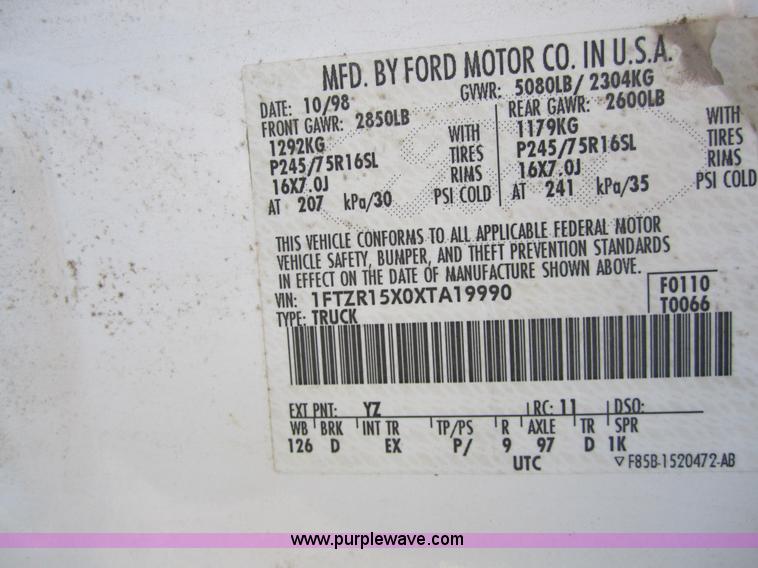 MFD. BY FORD MOTOR CO. IN U.S.A.
DATE: 10/98 GVWR: 5080LB/ 2304KG
FRONT GAWR: 2850LB REAR GAWR: 2600LB
1292KG WITH 1179KG WITH
P245/75R16SL TIRES P245/75R16SL TIRES
16X7.0J RIMS 16X7.0J RIMS
AT 207 kPa/30 PSI COLD AT 241 kPa/35 PSI COLD
THIS VEHICLE CONFORMS TO ALL APPLICABLE FEDERAL MOTOR
VEHICLE SAFETY, BUMPER, AND THEFT PREVENTION STANDARDS
IN EFFECT ON THE DATE OF MANUFACTURE SHOWN ABOVE.
VIN: 1FTZR15X0XTA19990 F0110
TYPE: TRUCK T0066
EXT PNT: YZ RC: 11 DSO:
WB BRK INT TR TP/PS R AXLE TR SPR
126 D EX P/ 9 97 D 1K
UTC ▽ F85B-1520472-AB
www.purplewave.com